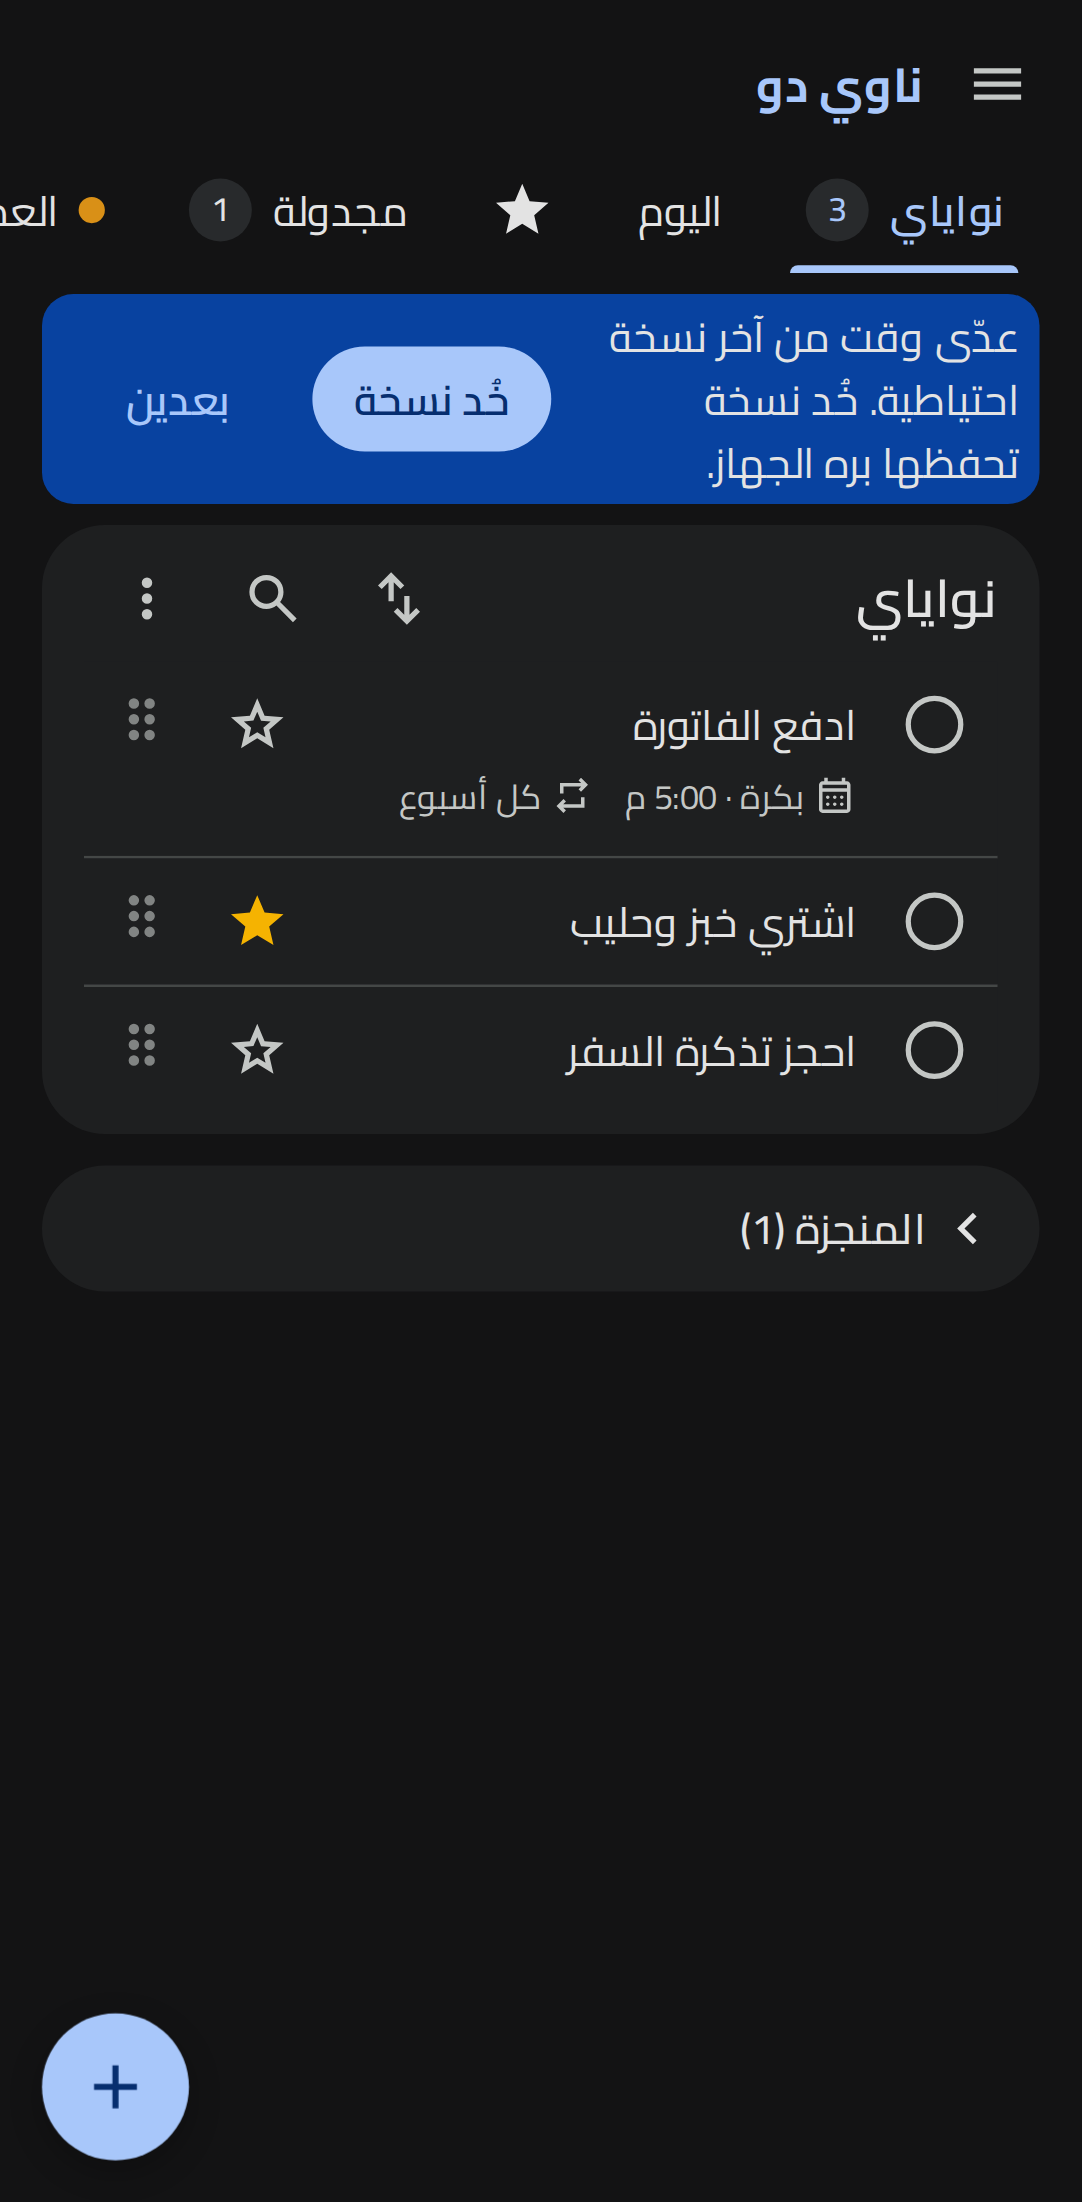 ناوي دو
نواياي 3 اليوم مجدولة 1
عدّى وقت من آخر نسخة
احتياطية. خُد نسخة
تحفظها بره الجهاز.
خُد نسخة
بعدين
نواياي
ادفع الفاتورة
بكرة · 5:00 م كل أسبوع
اشتري خبز وحليب
احجز تذكرة السفر
المنجزة (1)